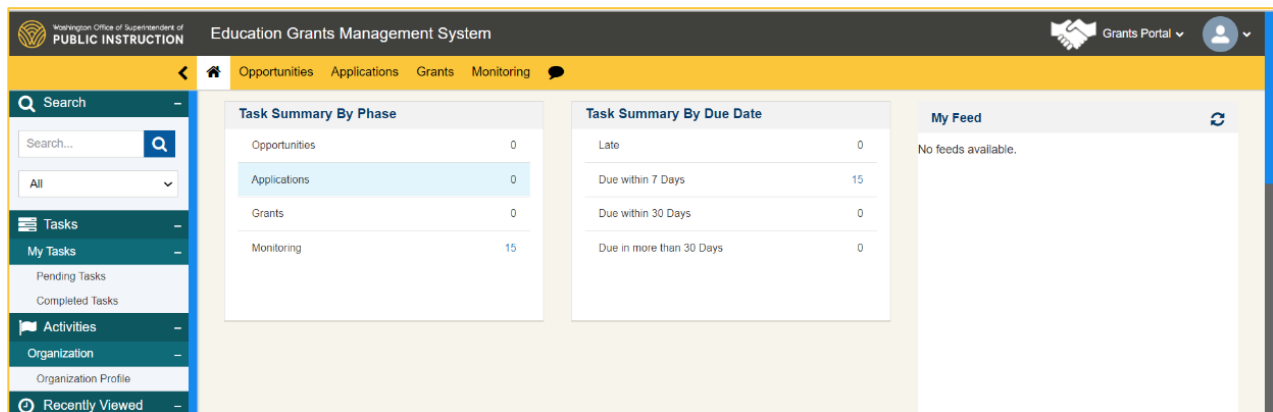 Washington Office of Superintendent of
PUBLIC INSTRUCTION
Education Grants Management System
Grants Portal
Opportunities Applications Grants Monitoring
Search
Search...
All
Tasks
My Tasks
Pending Tasks
Completed Tasks
Activities
Organization
Organization Profile
Recently Viewed
Task Summary By Phase
Opportunities 0
Applications 0
Grants 0
Monitoring 15
Task Summary By Due Date
Late 0
Due within 7 Days 15
Due within 30 Days 0
Due in more than 30 Days 0
My Feed
No feeds available.